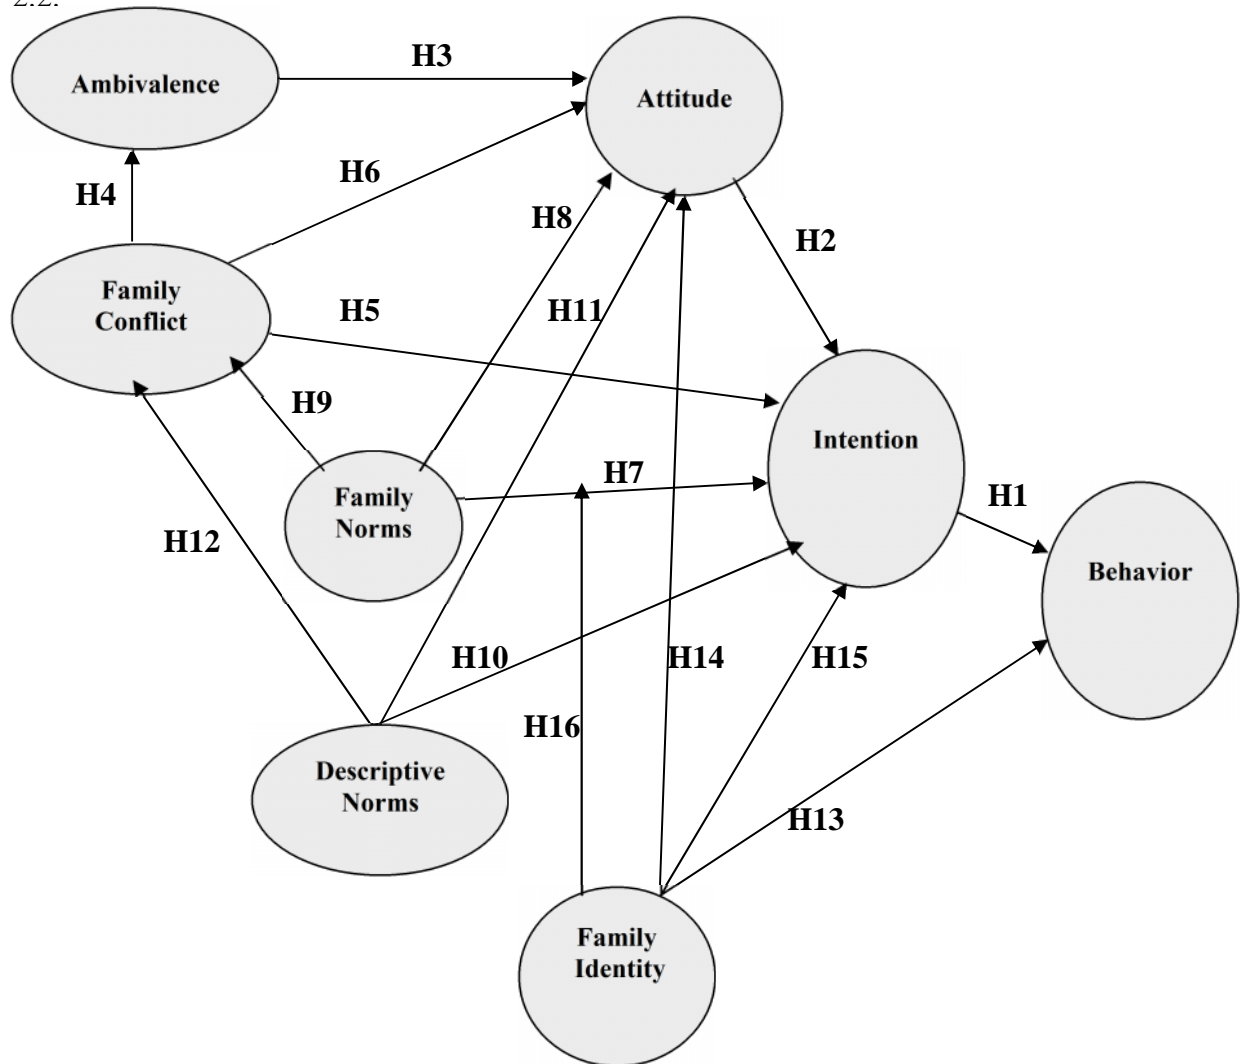 2.2.
H3
Ambivalence
Attitude
H6
H4
H8
H2
Family
Conflict
H5
H11
H9
Intention
H7
Family
Norms
H1
H12
Behavior
H10
H14
H15
H16
Descriptive
Norms
H13
Family
Identity